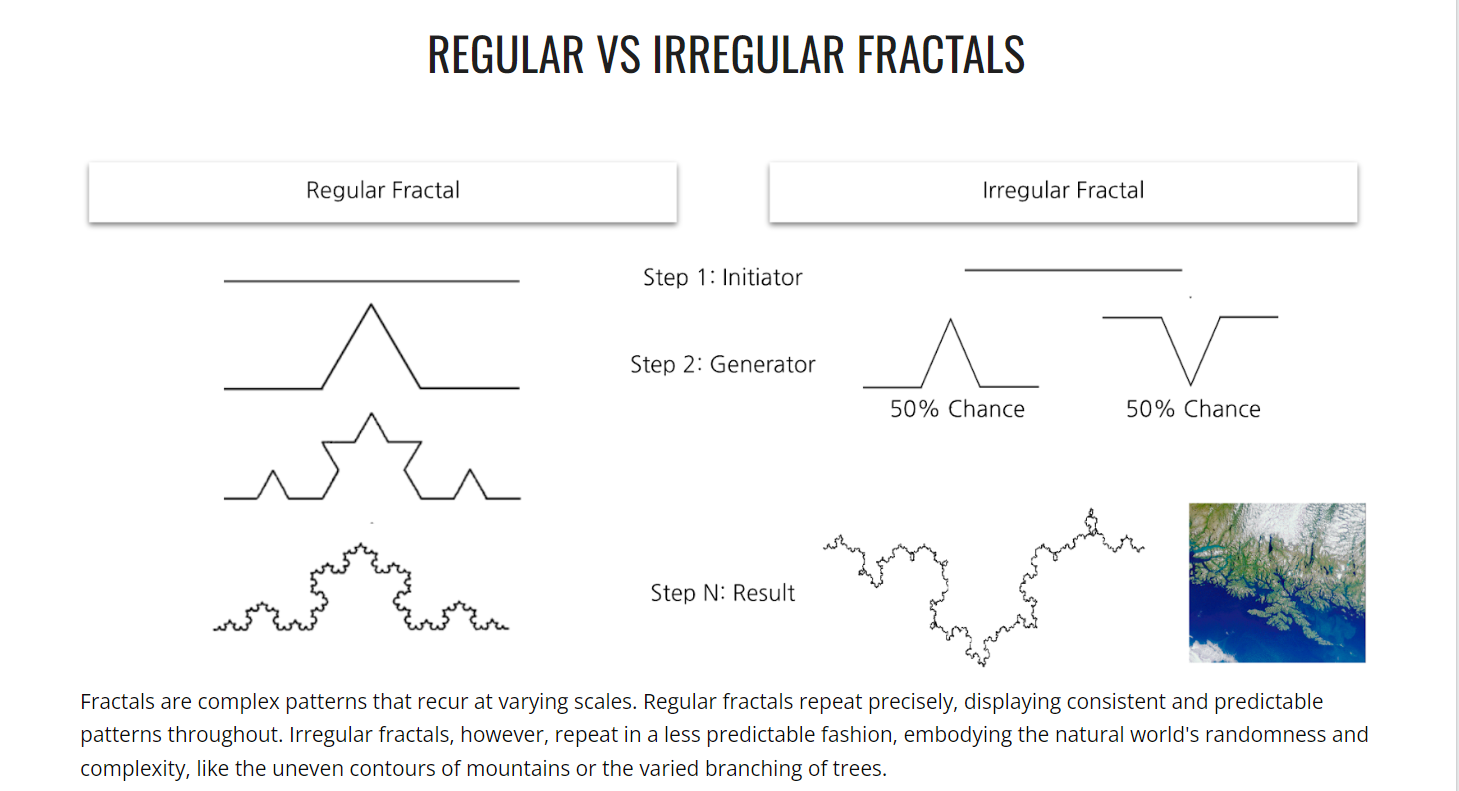 REGULAR VS IRREGULAR FRACTALS
Regular Fractal
Irregular Fractal
Step 1: Initiator
Step 2: Generator
50% Chance
50% Chance
Step N: Result
Fractals are complex patterns that recur at varying scales. Regular fractals repeat precisely, displaying consistent and predictable
patterns throughout. Irregular fractals, however, repeat in a less predictable fashion, embodying the natural world's randomness and
complexity, like the uneven contours of mountains or the varied branching of trees.